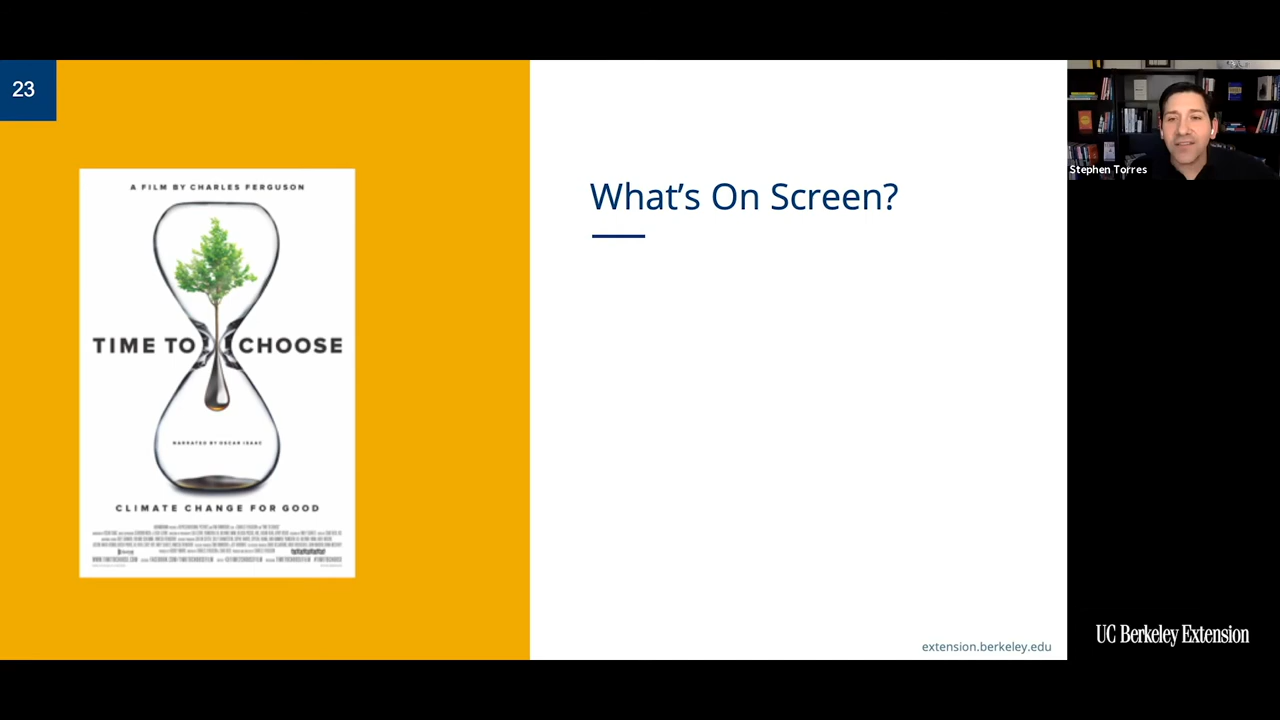 23
A FILM BY CHARLES FERGUSON
TIME TO CHOOSE
NARRATED BY OSCAR ISAAC
CLIMATE CHANGE FOR GOOD
What's On Screen?
extension.berkeley.edu
Stephen Torres
UC Berkeley Extension